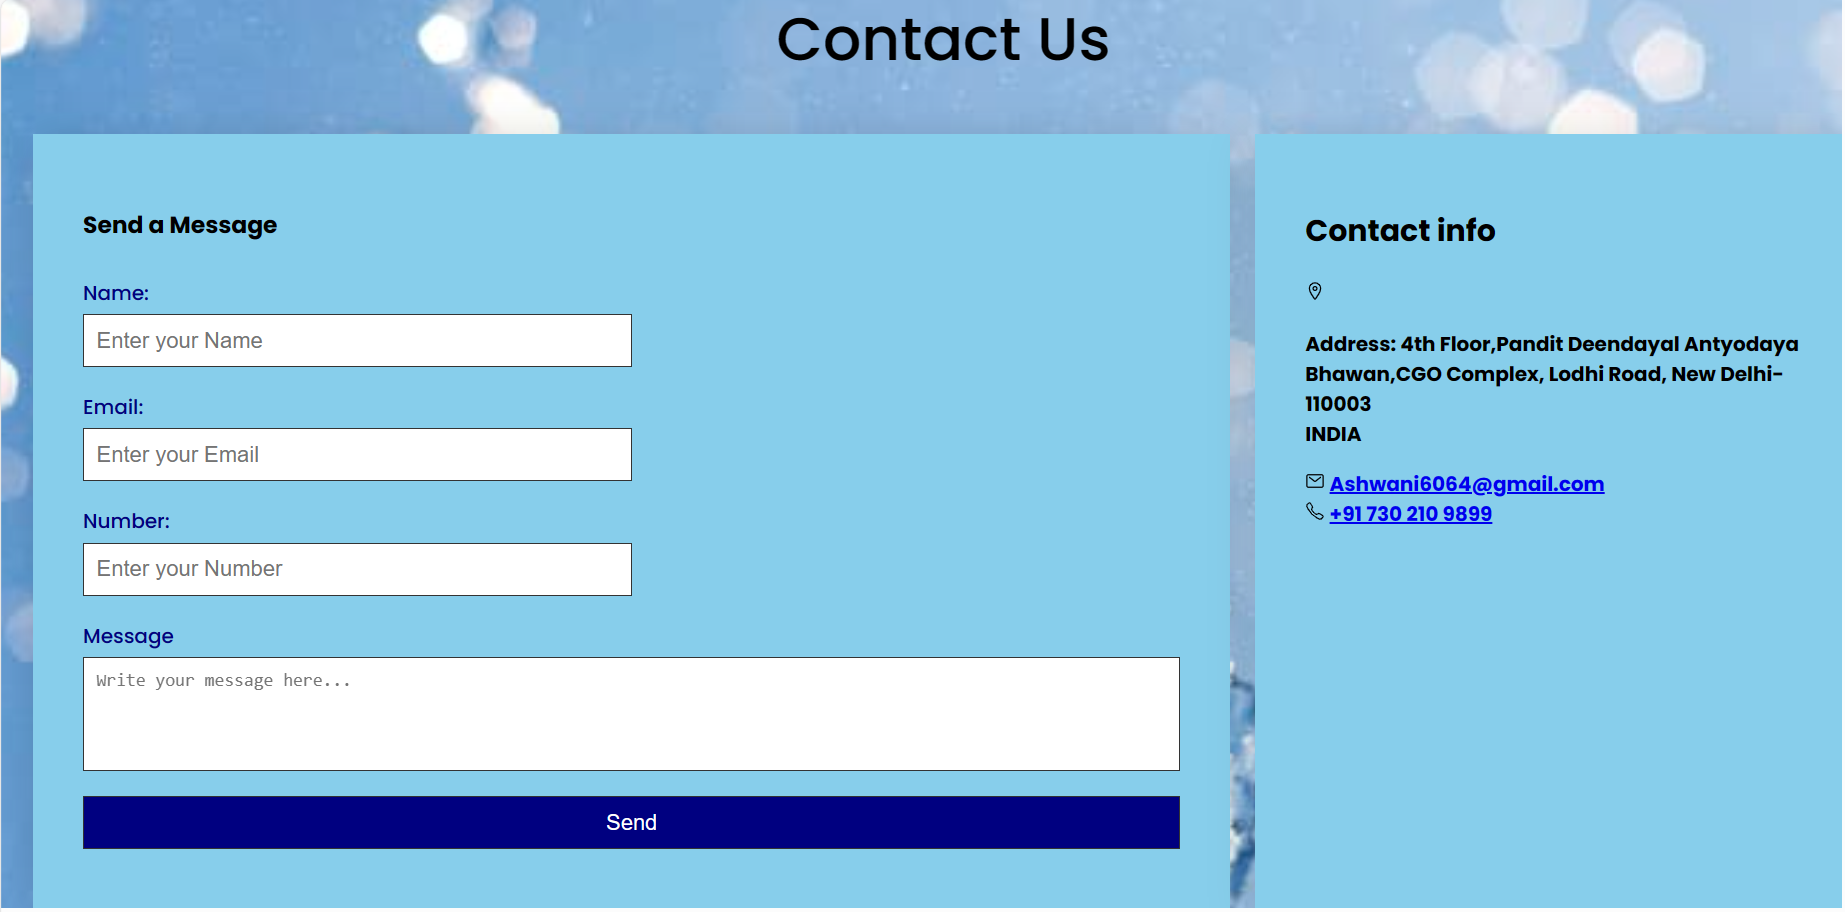 Contact Us
Send a Message
Name:
Enter your Name
Email:
Enter your Email
Number:
Enter your Number
Message
Write your message here...
Send
Contact info
Address: 4th Floor,Pandit Deendayal Antyodaya
Bhawan,CGO Complex, Lodhi Road, New Delhi-
110003
INDIA
Ashwani6064@gmail.com
+91 730 210 9899